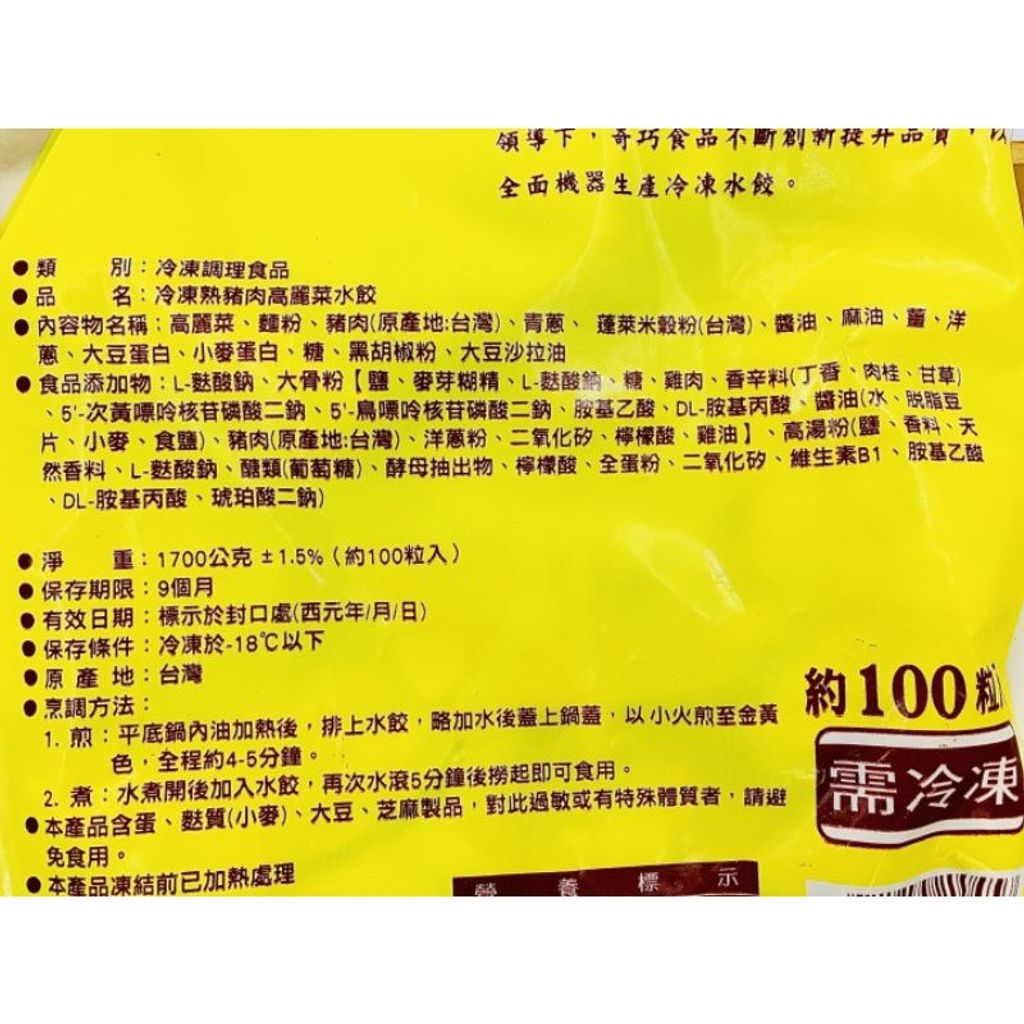 領導下，奇巧食品不斷創新提升品質，以
全面機器生產冷凍水餃。
●類　　別：冷凍調理食品
●品　　名：冷凍熟豬肉高麗菜水餃
●內容物名稱：高麗菜、麵粉、豬肉(原產地:台灣)、青蔥、蓬萊米穀粉(台灣)、醬油、麻油、薑、洋
蔥、大豆蛋白、小麥蛋白、糖、黑胡椒粉、大豆沙拉油
●食品添加物：L-麩酸鈉、大骨粉【鹽、麥芽糊精、L-麩酸鈉、糖、雞肉、香辛料(丁香、肉桂、甘草)
、5'-次黃嘌呤核苷磷酸二鈉、5'-鳥嘌呤核苷磷酸二鈉、胺基乙酸、DL-胺基丙酸、醬油(水、脫脂豆
片、小麥、食鹽)、豬肉(原產地:台灣)、洋蔥粉、二氧化矽、檸檬酸、雞油】、高湯粉(鹽、香料、天
然香料、L-麩酸鈉、醣類(葡萄糖)、酵母抽出物、檸檬酸、全蛋粉、二氧化矽、維生素B1、胺基乙酸
、DL-胺基丙酸、琥珀酸二鈉)
●淨　　重：1700公克 ±1.5%（約100粒入）
●保存期限：9個月
●有效日期：標示於封口處(西元年/月/日)
●保存條件：冷凍於-18℃以下
●原 產 地：台灣
●烹調方法：
1. 煎：平底鍋內油加熱後，排上水餃，略加水後蓋上鍋蓋，以小火煎至金黃
色，全程約4-5分鐘。
2. 煮：水煮開後加入水餃，再次水滾5分鐘後撈起即可食用。
●本產品含蛋、麩質(小麥)、大豆、芝麻製品，對此過敏或有特殊體質者，請避
免食用。
●本產品凍結前已加熱處理
約100粒
需冷凍
營養標示